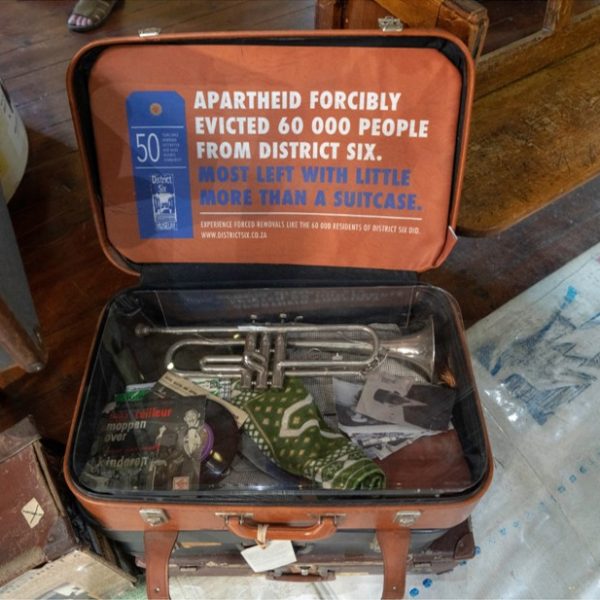 APARTHEID FORCIBLY
EVICTED 60 000 PEOPLE
FROM DISTRICT SIX.
MOST LEFT WITH LITTLE
MORE THAN A SUITCASE.
EXPERIENCE FORCED REMOVALS LIKE THE 60 000 RESIDENTS OF DISTRICT SIX DID.
WWW.DISTRICTSIX.CO.ZA
50
District
Six
MUSEUM
tailleur
moppen
over
kinderen